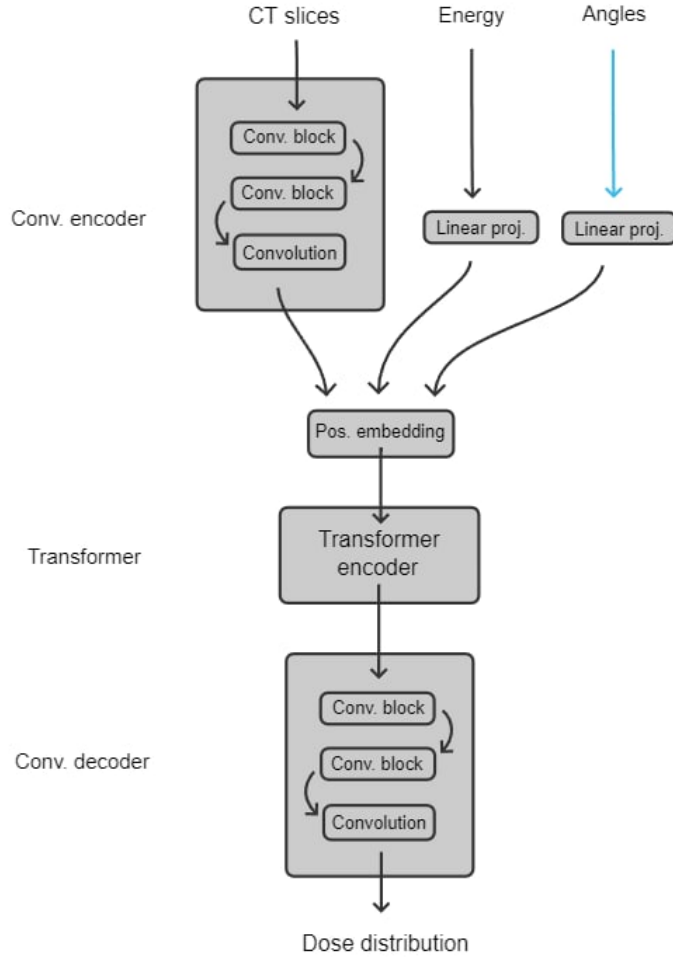 CT slices
Energy
Angles
Conv. block
Conv. block
Convolution
Conv. encoder
Linear proj.
Linear proj.
Pos. embedding
Transformer
Transformer
encoder
Conv. block
Conv. block
Convolution
Conv. decoder
Dose distribution